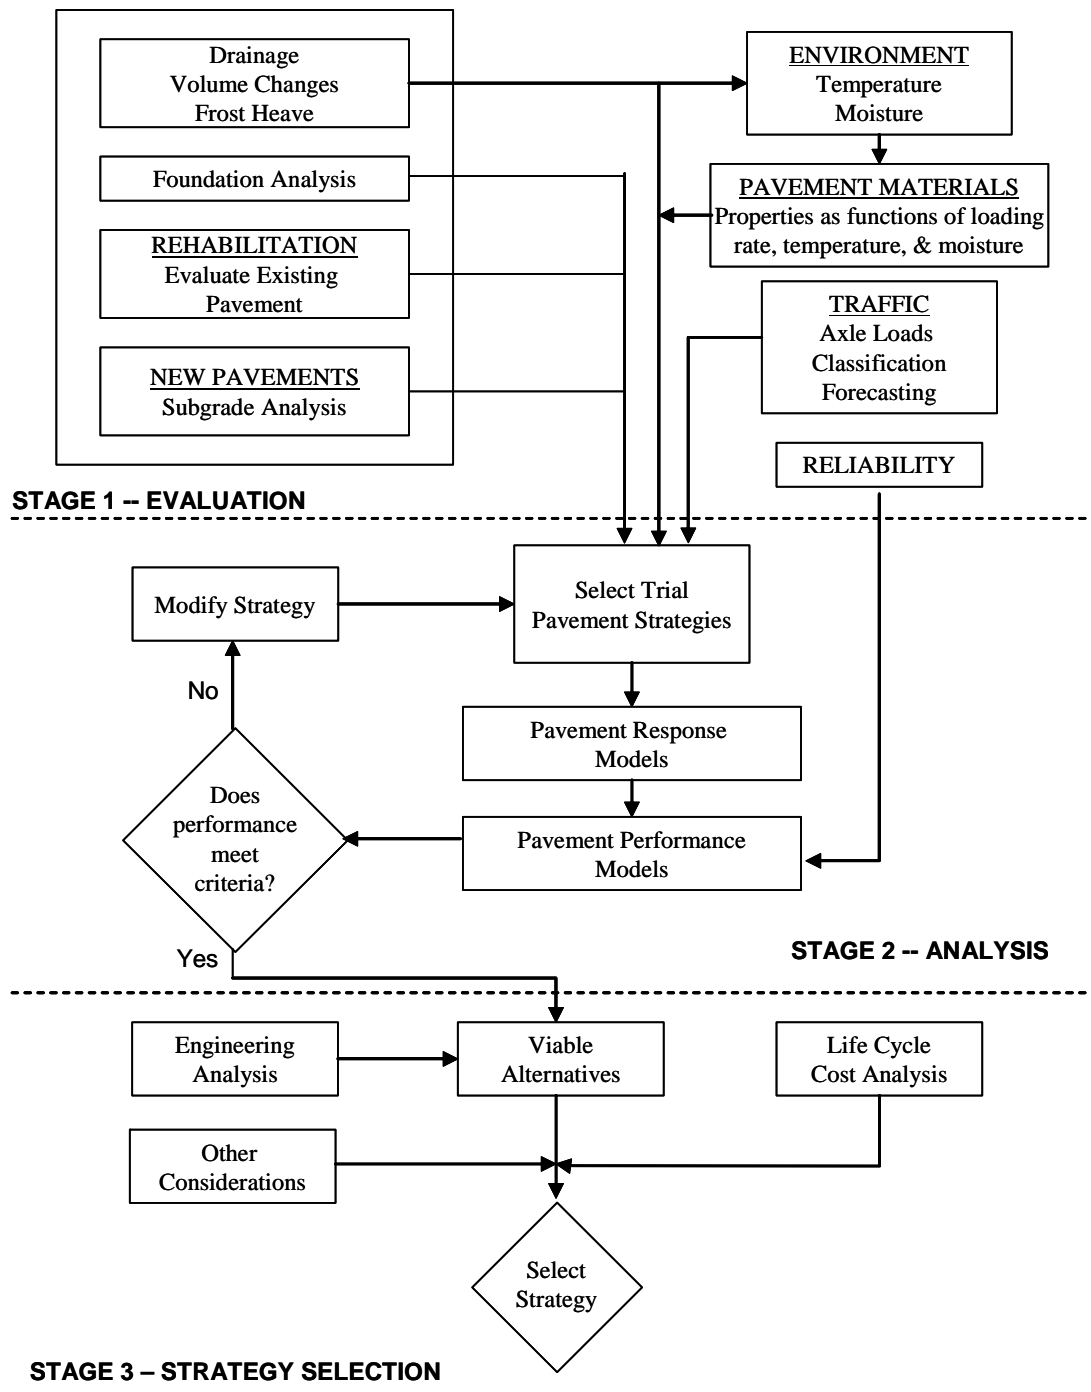 Drainage
Volume Changes
Frost Heave
ENVIRONMENT
Temperature
Moisture
Foundation Analysis
PAVEMENT MATERIALS
Properties as functions of loading
rate, temperature, & moisture
REHABILITATION
Evaluate Existing
Pavement
TRAFFIC
Axle Loads
Classification
Forecasting
NEW PAVEMENTS
Subgrade Analysis
RELIABILITY
STAGE 1 -- EVALUATION
Modify Strategy
Select Trial
Pavement Strategies
No
Pavement Response
Models
Does
performance
meet
criteria?
Pavement Performance
Models
Yes
STAGE 2 -- ANALYSIS
Engineering
Analysis
Viable
Alternatives
Life Cycle
Cost Analysis
Other
Considerations
Select
Strategy
STAGE 3 – STRATEGY SELECTION